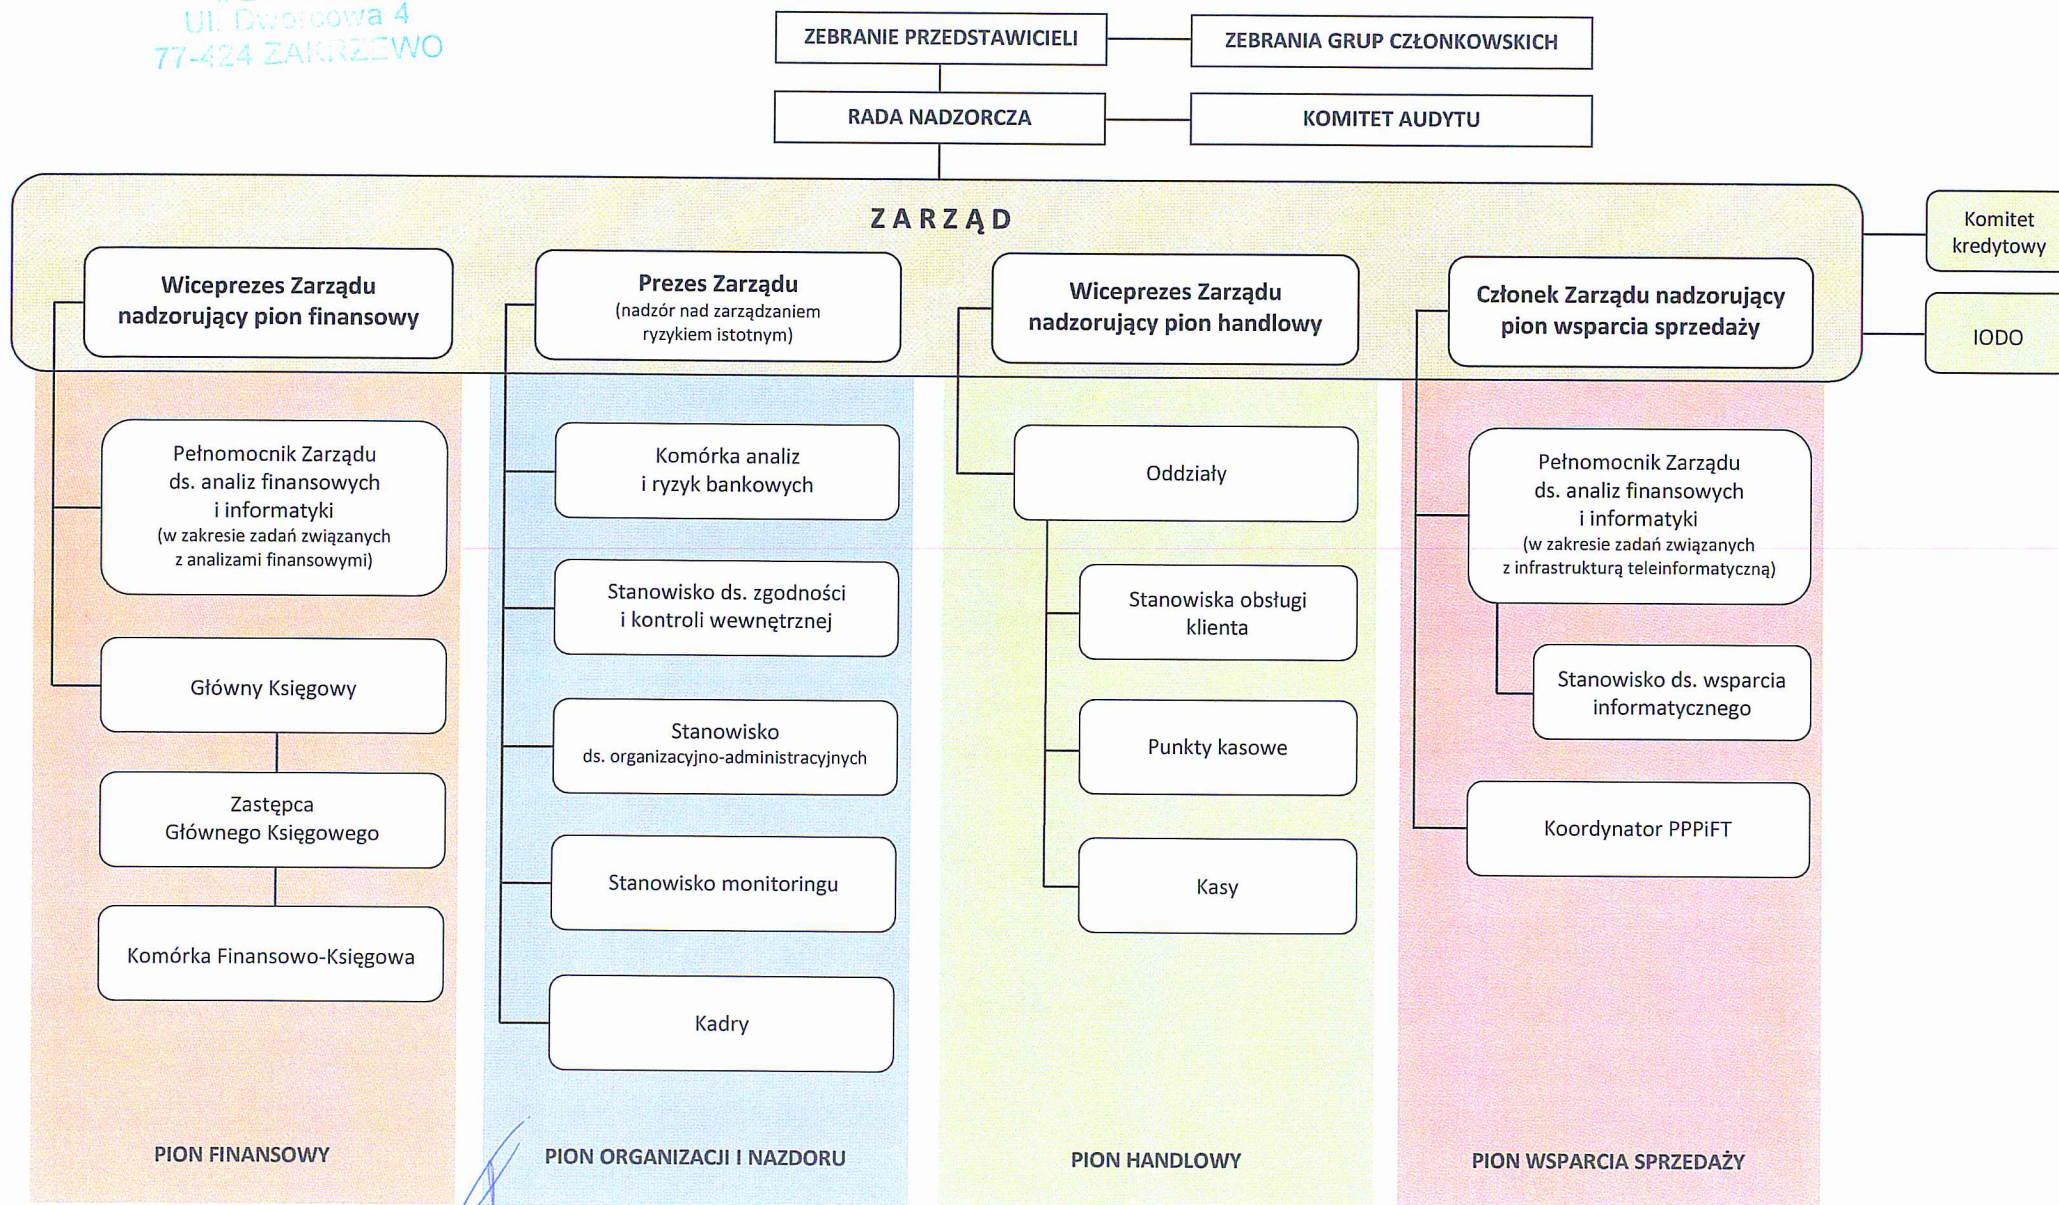 Ul. Dworcowa 4
77-424 ZAKRZEWO
ZEBRANIE PRZEDSTAWICIELI
ZEBRANIA GRUP CZŁONKOWSKICH
RADA NADZORCZA
KOMITET AUDYTU
ZARZĄD
Komitet
kredytowy
IODO
Wiceprezes Zarządu
nadzorujący pion finansowy
Prezes Zarządu
(nadzór nad zarządzaniem
ryzykiem istotnym)
Wiceprezes Zarządu
nadzorujący pion handlowy
Członek Zarządu nadzorujący
pion wsparcia sprzedaży
Pełnomocnik Zarządu
ds. analiz finansowych
i informatyki
(w zakresie zadań związanych
z analizami finansowymi)
Główny Księgowy
Zastępca
Głównego Księgowego
Komórka Finansowo-Księgowa
PION FINANSOWY
Komórka analiz
i ryzyk bankowych
Stanowisko ds. zgodności
i kontroli wewnętrznej
Stanowisko
ds. organizacyjno-administracyjnych
Stanowisko monitoringu
Kadry
PION ORGANIZACJI I NAZDORU
Oddziały
Stanowiska obsługi
klienta
Punkty kasowe
Kasy
PION HANDLOWY
Pełnomocnik Zarządu
ds. analiz finansowych
i informatyki
(w zakresie zadań związanych
z infrastrukturą teleinformatyczną)
Stanowisko ds. wsparcia
informatycznego
Koordynator PPPiFT
PION WSPARCIA SPRZEDAŻY